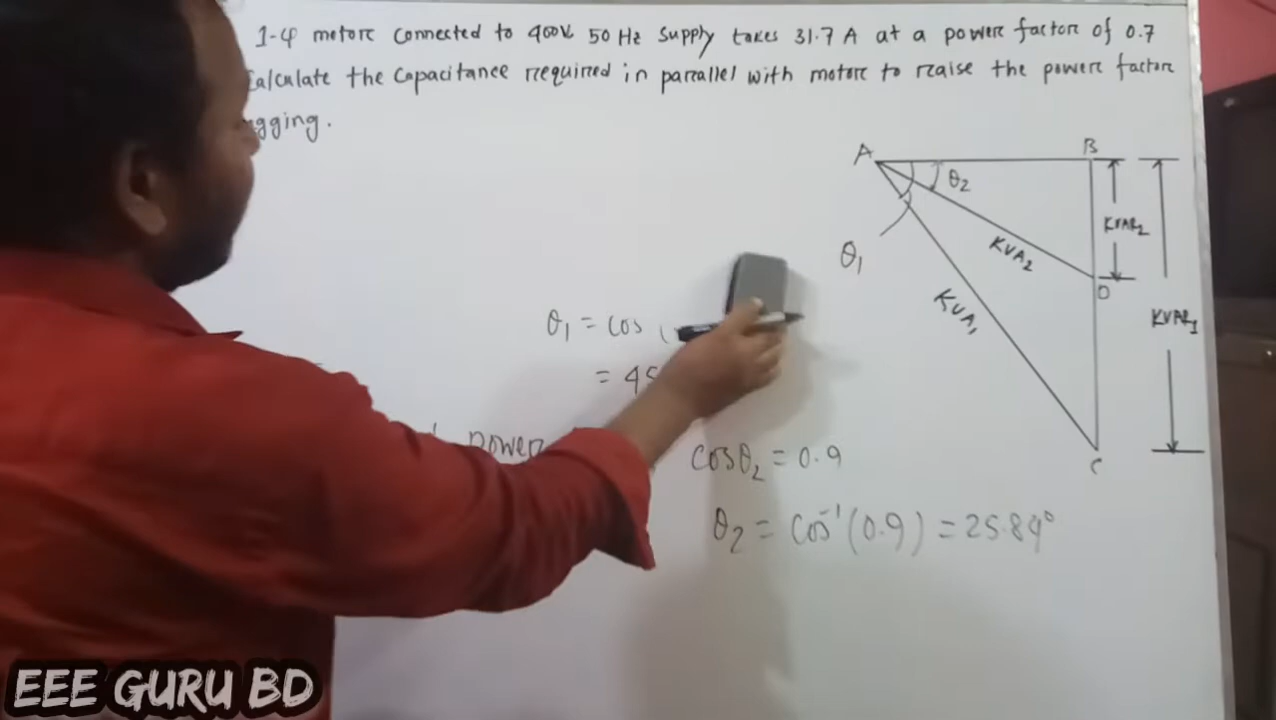 1-φ motor connected to 400V 50 Hz supply takes 31.7 A at a power factor of 0.7
Calculate the Capacitance required in parallel with motor to raise the power factor
gging.
A
B
θ2
KVAR2
KVA2
θ1
D
KVA1
KVAR1
θ1 = cos
= 45
power
cosθ2 = 0.9
C
θ2 = cos⁻¹(0.9) = 25.84°
EEE GURU BD